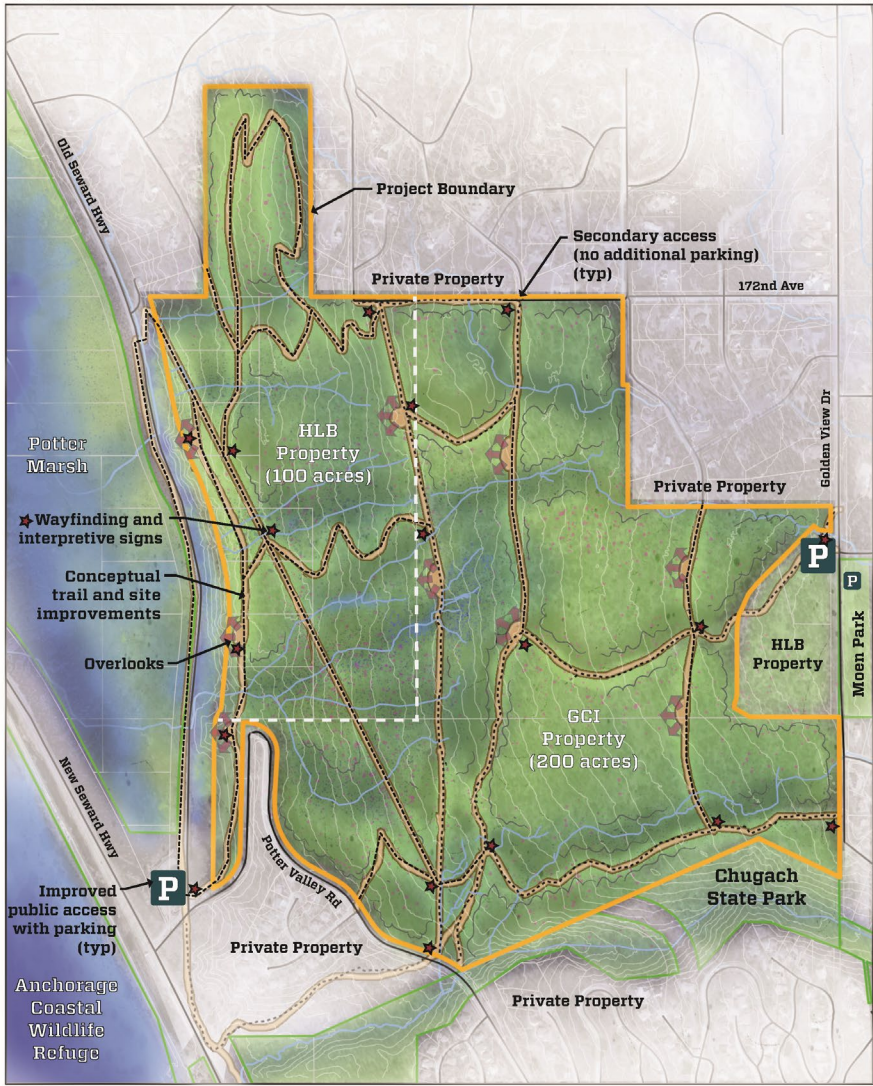 Old Seward Hwy
Project Boundary
Secondary access
(no additional parking)
(typ)
Private Property
172nd Ave
Golden View Dr
Potter
Marsh
HLB
Property
(100 acres)
Private Property
Wayfinding and
interpretive signs
P
P
Conceptual
trail and site
improvements
HLB
Property
Moen Park
Overlooks
GCI
Property
(200 acres)
New Seward Hwy
Potter Valley Rd
P
Improved
public access
with parking
(typ)
Chugach
State Park
Private Property
Anchorage
Coastal
Wildlife
Refuge
Private Property